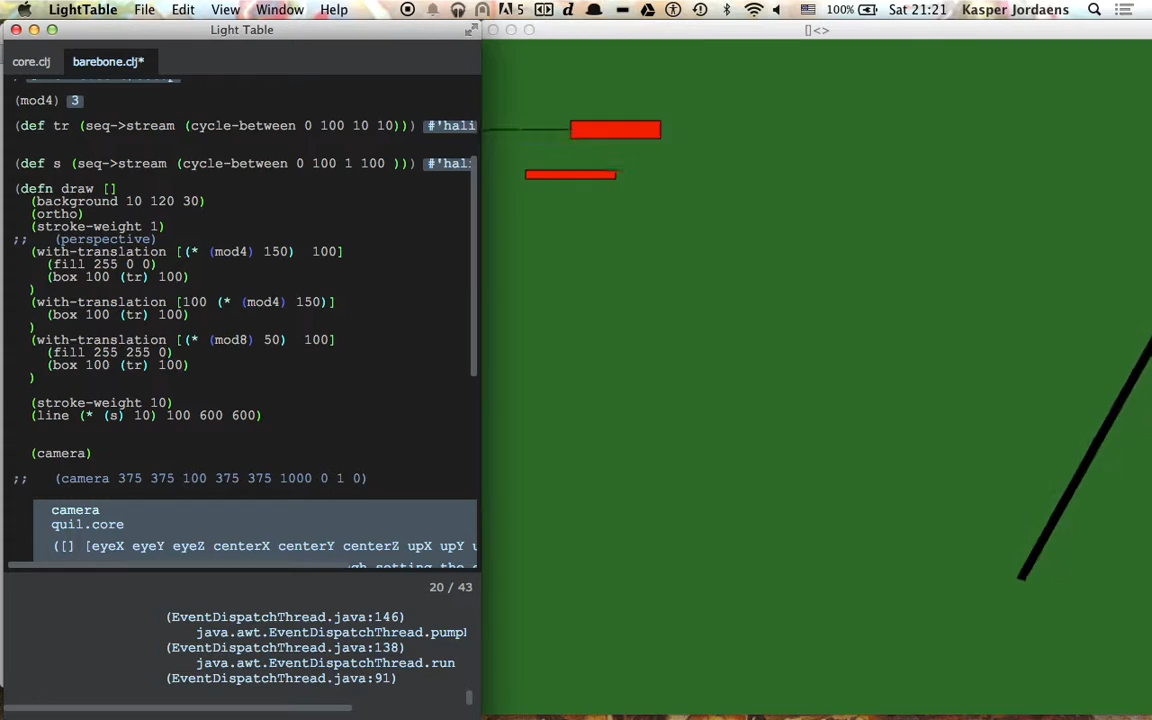 LightTable File Edit View Window Help 5 d 100% Sat 21:21 Kasper Jordaens
Light Table
[]<>
core.clj barebone.clj*
(mod4) 3
(def tr (seq->stream (cycle-between 0 100 10 10))) #'hali
(def s (seq->stream (cycle-between 0 100 1 100 ))) #'hali
(defn draw []
(background 10 120 30)
(ortho)
(stroke-weight 1)
;; (perspective)
(with-translation [(* (mod4) 150) 100]
(fill 255 0 0)
(box 100 (tr) 100)
)
(with-translation [100 (* (mod4) 150)]
(box 100 (tr) 100)
)
(with-translation [(* (mod8) 50) 100]
(fill 255 255 0)
(box 100 (tr) 100)
)
(stroke-weight 10)
(line (* (s) 10) 100 600 600)
(camera)
;; (camera 375 375 100 375 375 1000 0 1 0)
camera
quil.core
([] [eyeX eyeY eyeZ centerX centerY centerZ upX upY u
20 / 43
(EventDispatchThread.java:146)
java.awt.EventDispatchThread.pump
(EventDispatchThread.java:138)
java.awt.EventDispatchThread.run
(EventDispatchThread.java:91)